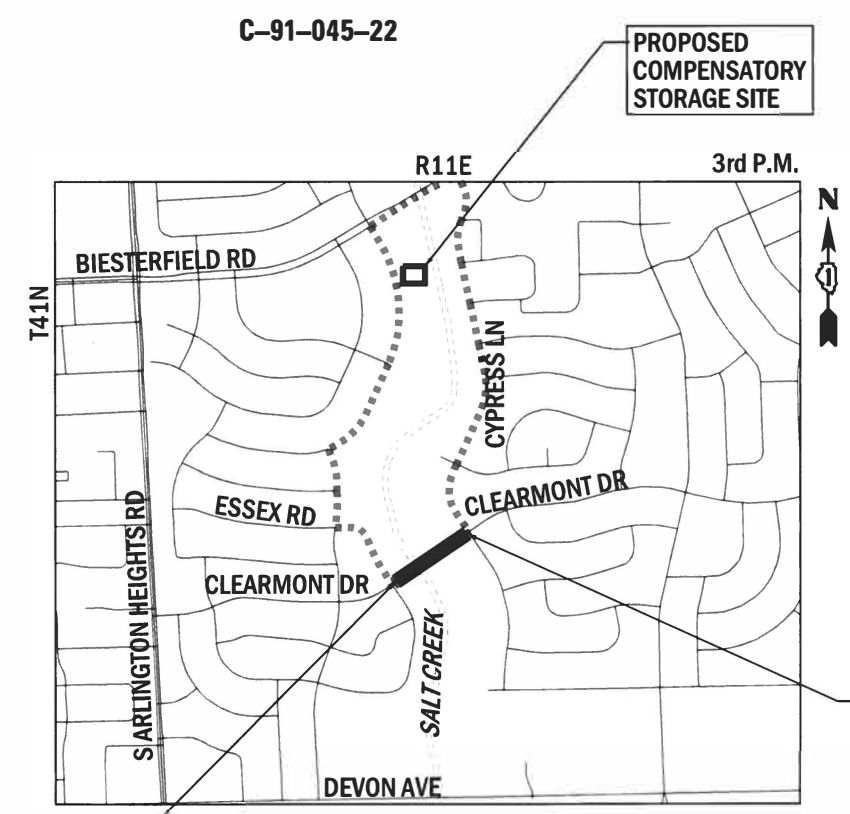 C–91–045–22
PROPOSED
COMPENSATORY
STORAGE SITE
R11E
3rd P.M.
N
BIESTERFIELD RD
T41N
CYPRESS LN
CLEARMONT DR
ESSEX RD
CLEARMONT DR
S ARLINGTON HEIGHTS RD
SALT CREEK
DEVON AVE